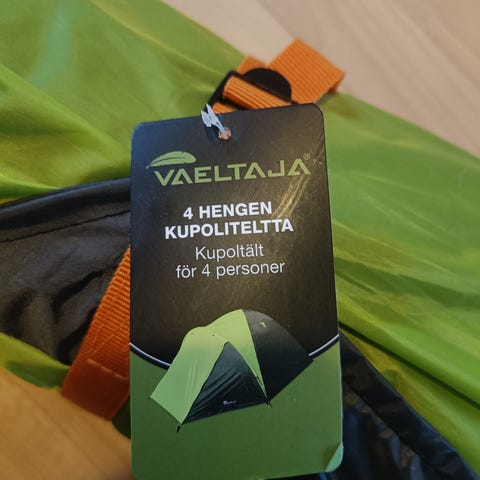 VAELTAJA®
4 HENGEN
KUPOLITELTTA
Kupoltält
för 4 personer